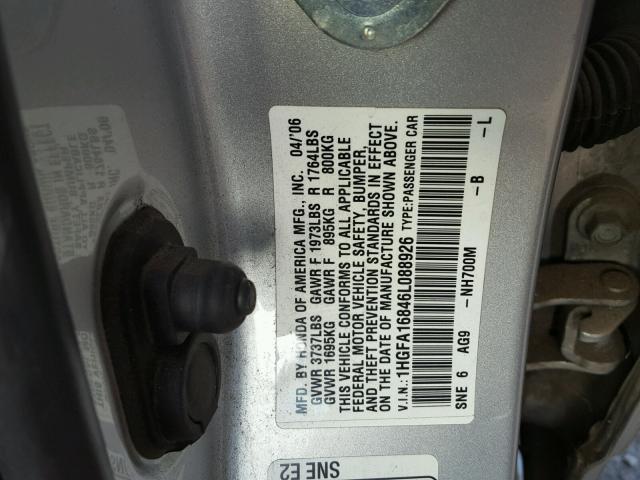 MFD. BY HONDA OF AMERICA MFG., INC. 04/'06
GVWR 3737LBS GAWR F 1973LBS R 1764LBS
GVWR 1695KG GAWR F 895KG R 800KG
THIS VEHICLE CONFORMS TO ALL APPLICABLE
FEDERAL MOTOR VEHICLE SAFETY, BUMPER,
AND THEFT PREVENTION STANDARDS IN EFFECT
ON THE DATE OF MANUFACTURE SHOWN ABOVE.
V.I.N.: 1HGFA16846L088926 TYPE:PASSENGER CAR
SNE 6 AG9 -NH700M -B -L
SNE E2